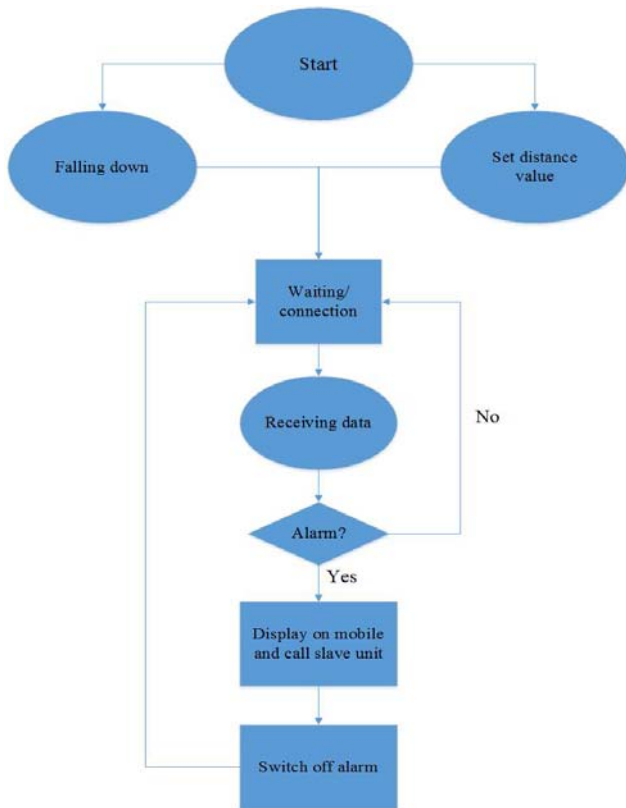 Start
Falling down
Set distance
value
Waiting/
connection
Receiving data
No
Alarm?
Yes
Display on mobile
and call slave unit
Switch off alarm